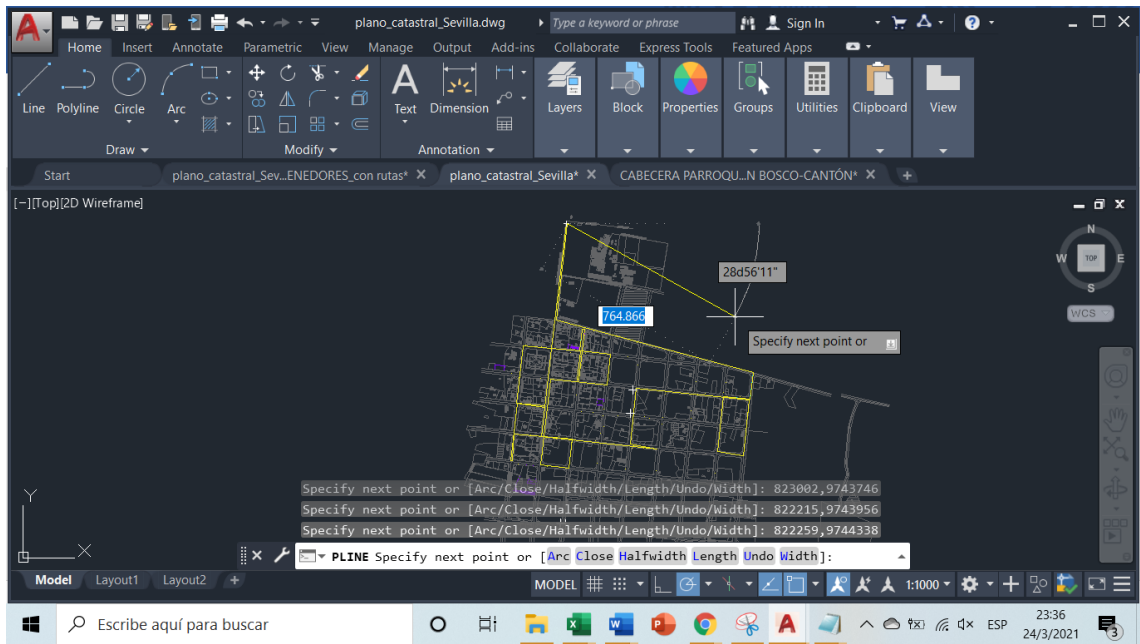 plano_catastral_Sevilla.dwg Type a keyword or phrase Sign In
Home Insert Annotate Parametric View Manage Output Add-ins Collaborate Express Tools Featured Apps
Line Polyline Circle Arc Text Dimension Layers Block Properties Groups Utilities Clipboard View
Draw Modify Annotation
Start plano_catastral_Sev...ENEDORES_con rutas* plano_catastral_Sevilla* CABECERA PARROQU...N BOSCO-CANTÓN*
[−][Top][2D Wireframe]
N
W TOP E
S
WCS
28d56'11"
764.866
Specify next point or
Y
X
Specify next point or [Arc/Close/Halfwidth/Length/Undo/Width]: 823002,9743746
Specify next point or [Arc/Close/Halfwidth/Length/Undo/Width]: 822215,9743956
Specify next point or [Arc/Close/Halfwidth/Length/Undo/Width]: 822259,9744338
PLINE Specify next point or [Arc Close Halfwidth Length Undo Width]:
Model Layout1 Layout2 + MODEL 1:1000
Escribe aquí para buscar ESP 23:36
24/3/2021 3